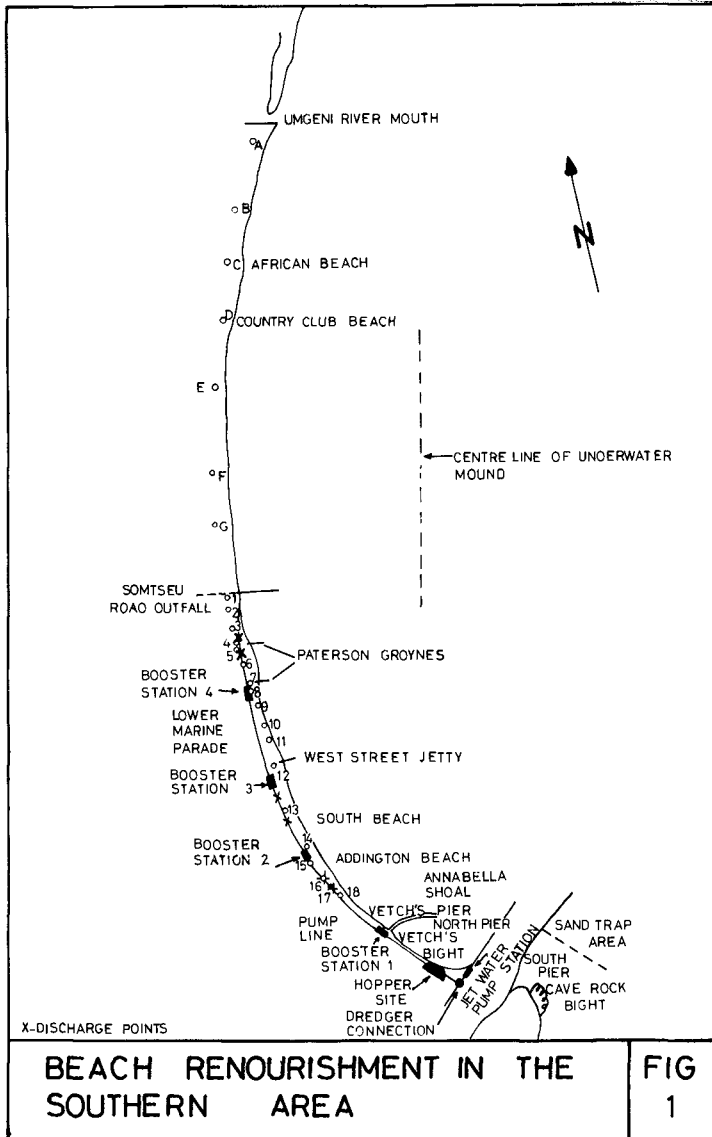 UMGENI RIVER MOUTH
A
B
C AFRICAN BEACH
N
D
COUNTRY CLUB BEACH
E
CENTRE LINE OF UNDERWATER
MOUND
F
G
SOMTSEU
ROAD OUTFALL
1
2
3
4
5
6
PATERSON GROYNES
7
BOOSTER
STATION 4
8
9
LOWER
MARINE
PARADE
10
11
WEST STREET JETTY
12
BOOSTER
STATION
3
13
SOUTH BEACH
BOOSTER
STATION 2
14
15
ADDINGTON BEACH
16
17
18
ANNABELLA
SHOAL
VETCH'S PIER
NORTH PIER
PUMP
LINE
VETCH'S
BIGHT
BOOSTER
STATION 1
HOPPER
SITE
DREDGER
CONNECTION
JET WATER
PUMP STATION
SAND TRAP
AREA
SOUTH
PIER
CAVE ROCK
BIGHT
X-DISCHARGE POINTS
BEACH RENOURISHMENT IN THE
SOUTHERN AREA
FIG
1